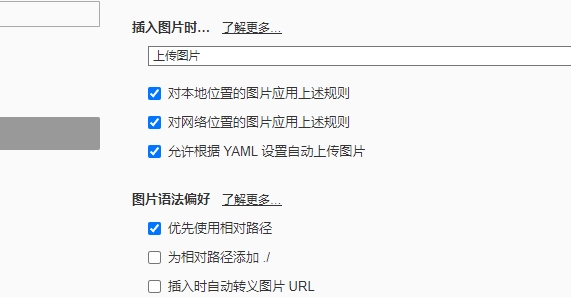 插入图片时... 了解更多...
上传图片
对本地位置的图片应用上述规则
对网络位置的图片应用上述规则
允许根据 YAML 设置自动上传图片
图片语法偏好 了解更多...
优先使用相对路径
为相对路径添加 ./
插入时自动转义图片 URL